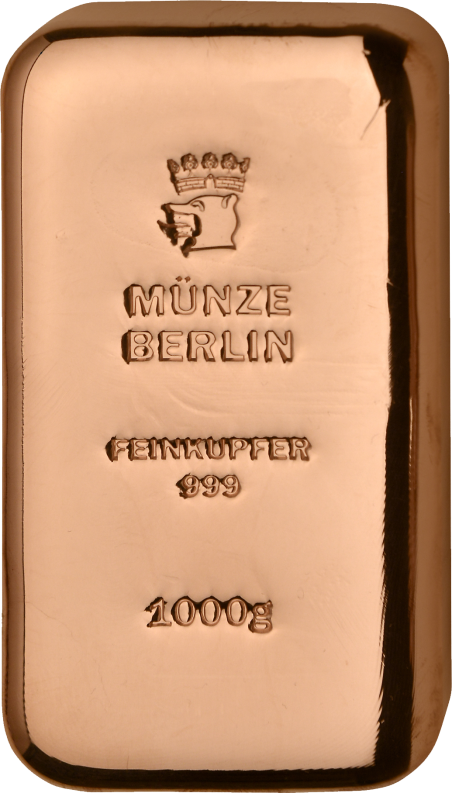 MÜNZE
BERLIN
FEINKUPFER
999
1000g